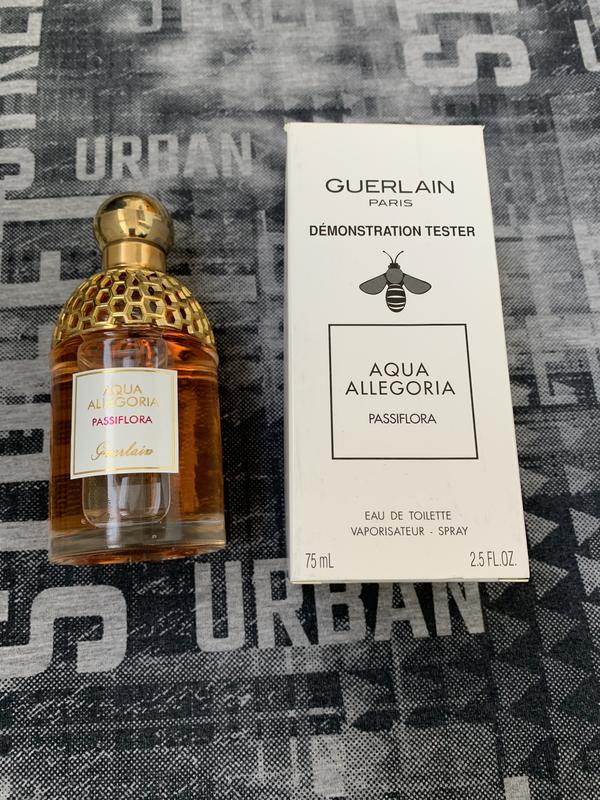 URBAN
AQUA
ALLEGORIA
PASSIFLORA
Guerlain
GUERLAIN
PARIS
DÉMONSTRATION TESTER
AQUA
ALLEGORIA
PASSIFLORA
EAU DE TOILETTE
VAPORISATEUR - SPRAY
75 mL 2.5 FL.OZ.
URBAN